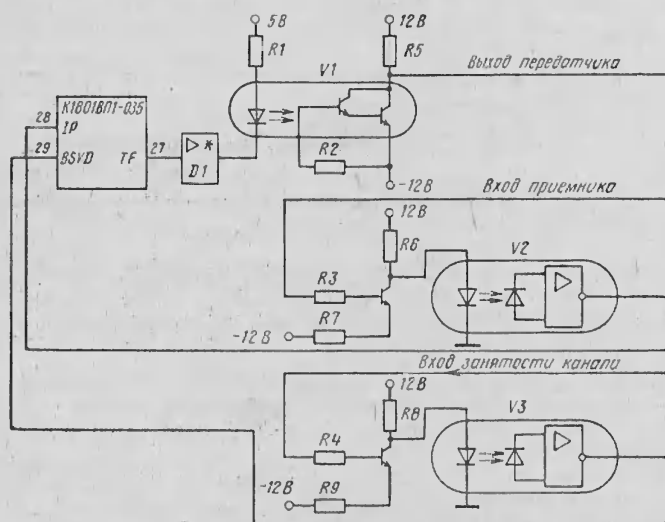 5В
12В
R1
R5
V1
Выход передатчика
28
К1801ВП1-035
IP
29
BSYD
TF
27
▷ *
D1
R2
-12В
Вход приемника
12В
R6
V2
R3
R7
-12В
▷
Вход занятости канала
12В
R8
V3
R4
R9
-12В
▷